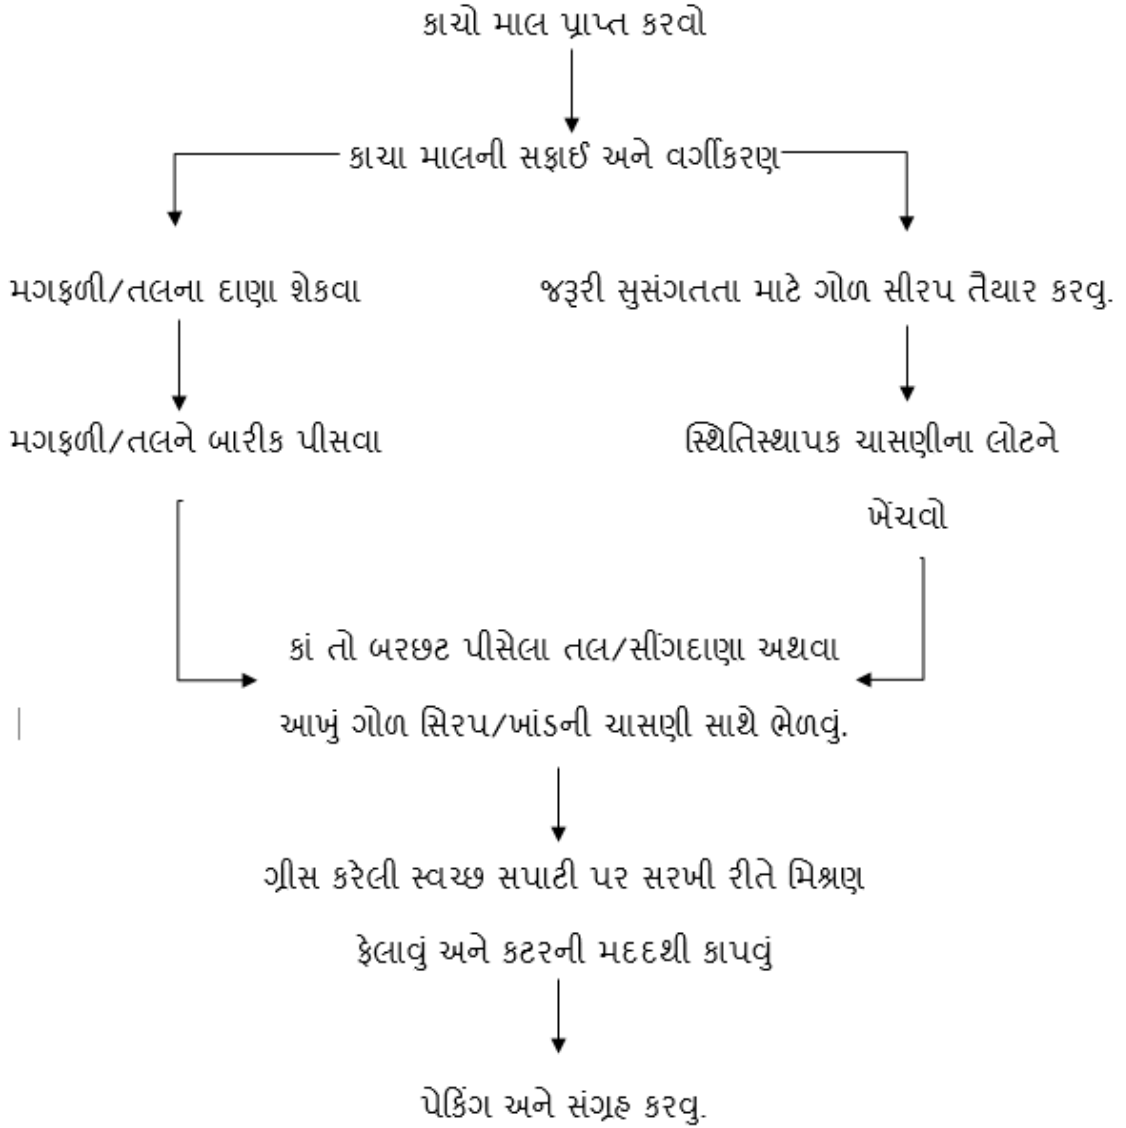 કાચો માલ પ્રાપ્ત કરવો
કાચા માલની સફાઈ અને વર્ગીકરણ
મગફળી/તલના દાણા શેકવા
જરૂરી સુસંગતતા માટે ગોળ સીરપ તૈયાર કરવુ.
મગફળી/તલને બારીક પીસવા
સ્થિતિસ્થાપક ચાસણીના લોટને
ખેંચવો
કાં તો બરછટ પીસેલા તલ/સીંગદાણા અથવા
આખું ગોળ સિરપ/ખાંડની ચાસણી સાથે ભેળવું.
ગ્રીસ કરેલી સ્વચ્છ સપાટી પર સરખી રીતે મિશ્રણ
ફેલાવું અને કટરની મદદથી કાપવું
પેકિંગ અને સંગ્રહ કરવુ.